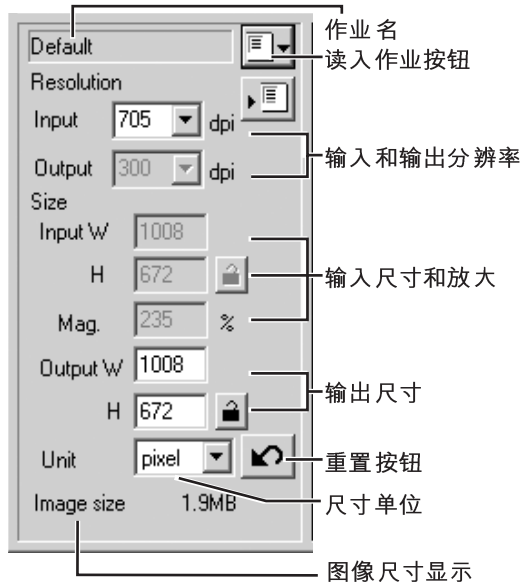 作业名
Default
读入作业按钮
Resolution
Input 705 dpi
输入和输出分辨率
Output 300 dpi
Size
Input W 1008
H 672
输入尺寸和放大
Mag. 235 %
Output W 1008
输出尺寸
H 672
Unit pixel
重置按钮
Image size 1.9MB
尺寸单位
图像尺寸显示